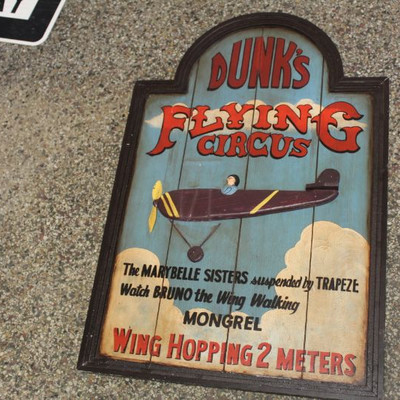 DUNK'S
FLYING
CIRCUS
The MARYBELLE SISTERS suspended by TRAPEZE
Watch BRUNO the Wing Walking
MONGREL
WING HOPPING 2 METERS